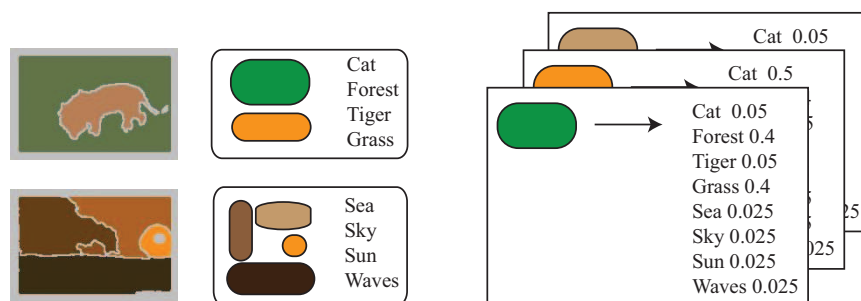 Cat
Forest
Tiger
Grass
Sea
Sky
Sun
Waves
Cat 0.05
Cat 0.5
Cat 0.05
Forest 0.4
Tiger 0.05
Grass 0.4
Sea 0.025
Sky 0.025
Sun 0.025
Waves 0.025